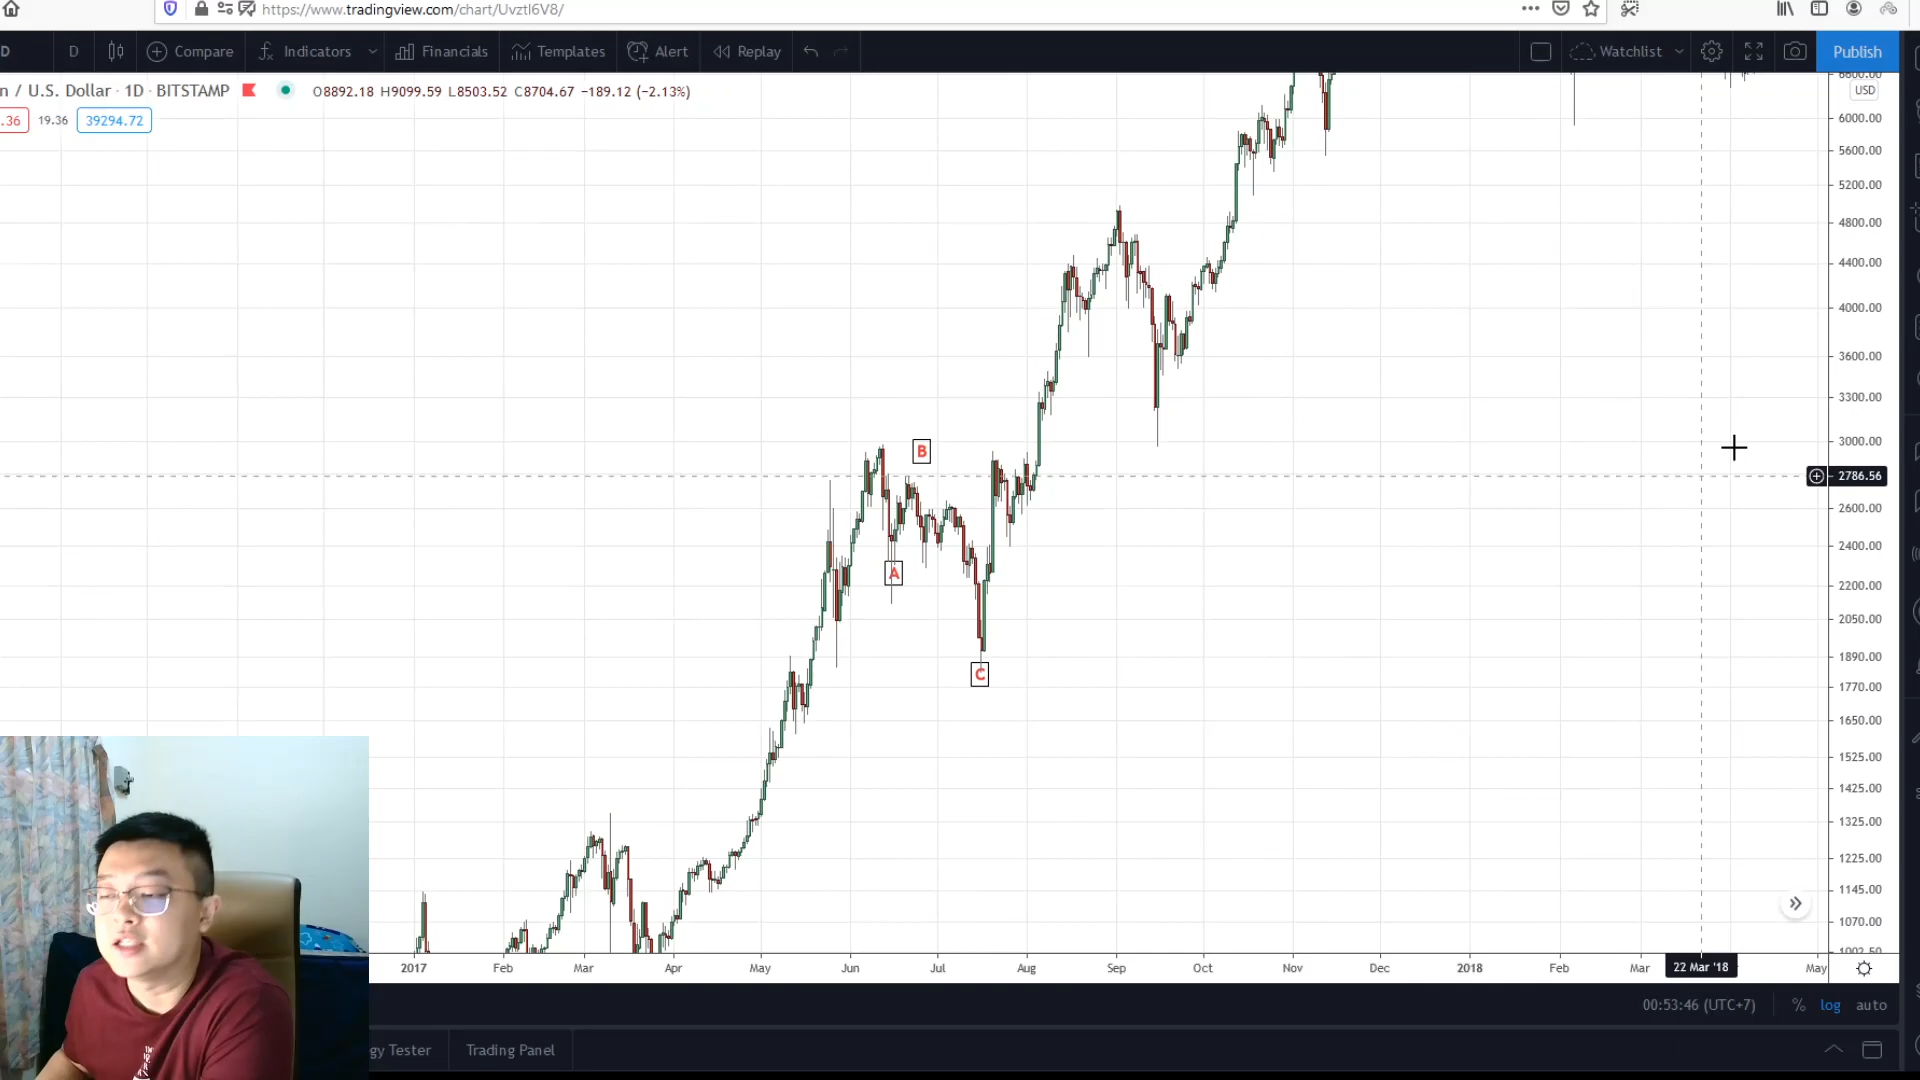 https://www.tradingview.com/chart/Uvztl6V8/
D
D
Compare
Indicators
Financials
Templates
Alert
Replay
Watchlist
Publish
n / U.S. Dollar · 1D · BITSTAMP
O8892.18 H9099.59 L8503.52 C8704.67 −189.12 (−2.13%)
.36
19.36
39294.72
6600.00
USD
6000.00
5600.00
5200.00
4800.00
4400.00
4000.00
3600.00
3300.00
3000.00
2786.56
2600.00
2400.00
2200.00
2050.00
1890.00
1770.00
1650.00
1525.00
1425.00
1325.00
1225.00
1145.00
1070.00
1002.50
B
A
C
2017
Feb
Mar
Apr
May
Jun
Jul
Aug
Sep
Oct
Nov
Dec
2018
Feb
Mar
22 Mar '18
May
00:53:46 (UTC+7)
%
log
auto
gy Tester
Trading Panel